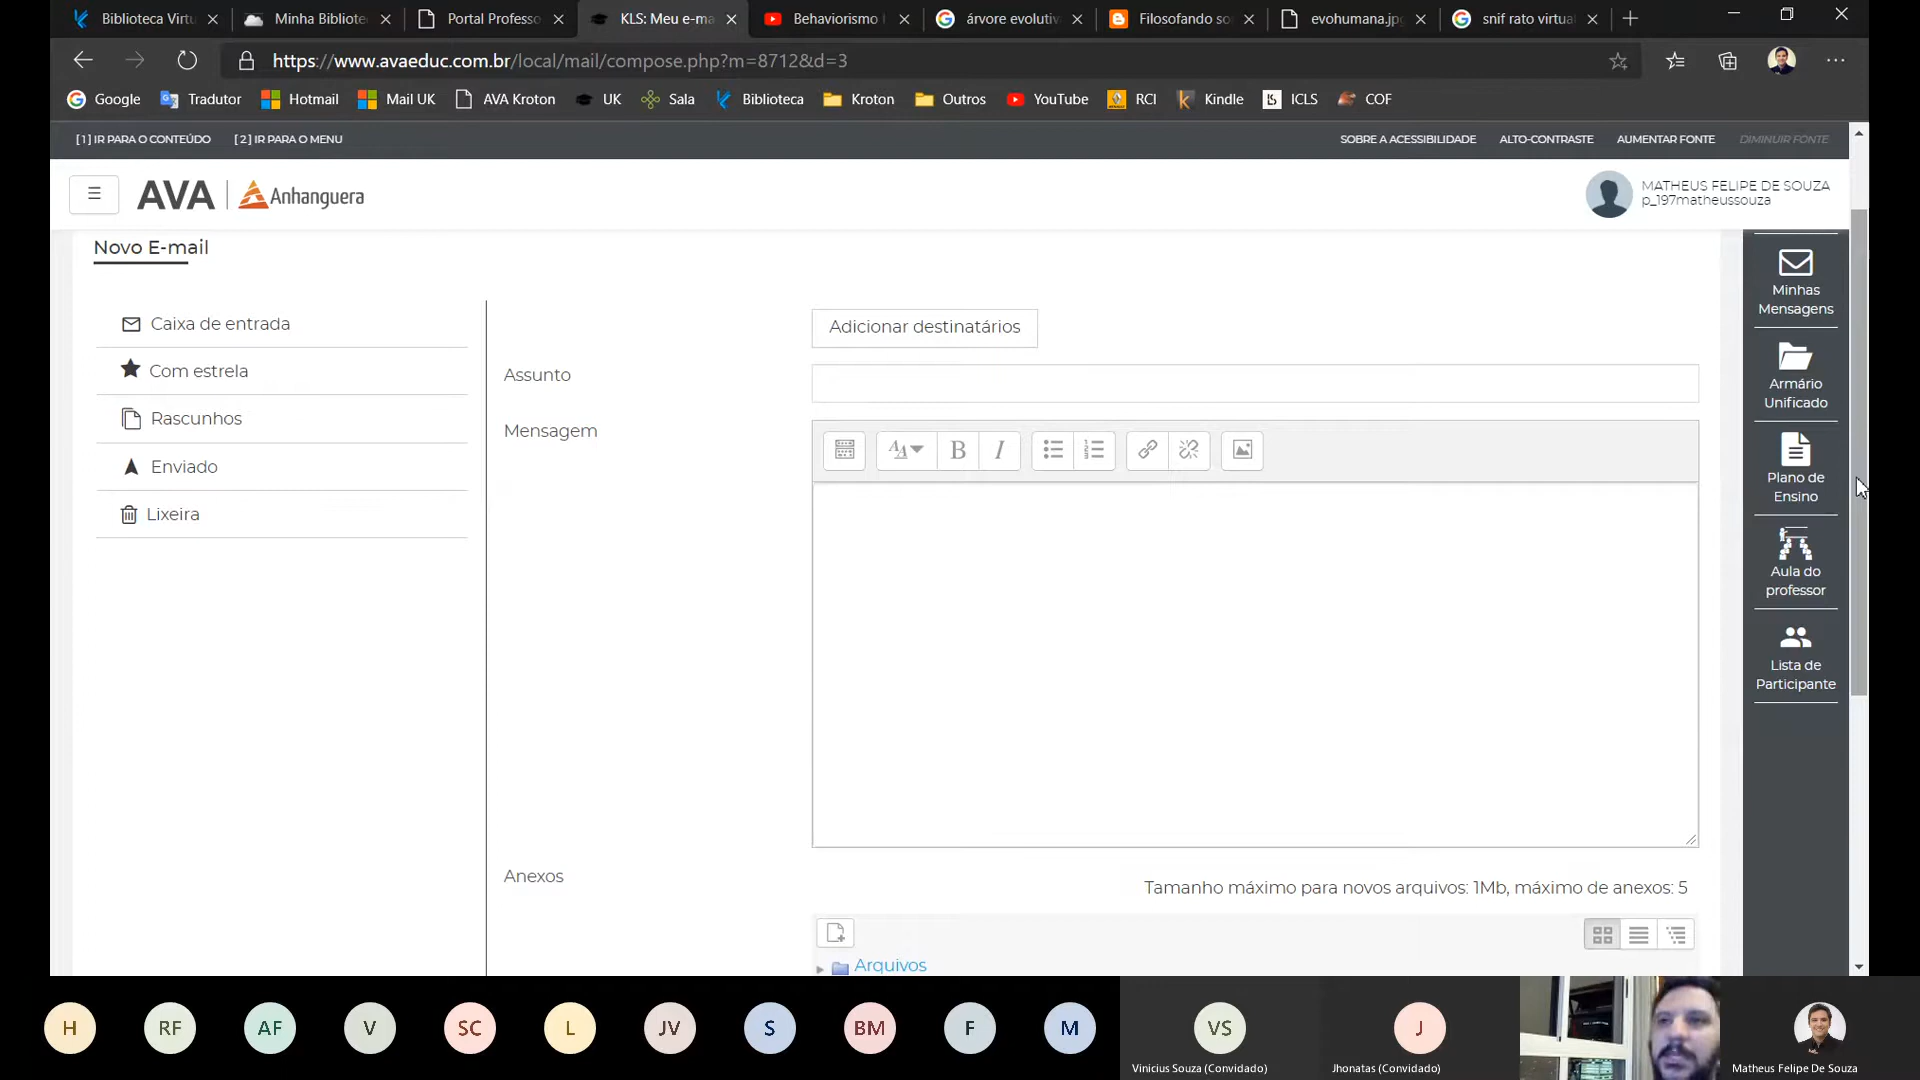 Biblioteca Virtu
Minha Bibliotec
Portal Professo
KLS: Meu e-ma
Behaviorismo
árvore evolutiv
Filosofando so
evohumana.jp
snif rato virtua
https://www.avaeduc.com.br/local/mail/compose.php?m=8712&d=3
Google
Tradutor
Hotmail
Mail UK
AVA Kroton
UK
Sala
Biblioteca
Kroton
Outros
YouTube
RCI
Kindle
ICLS
COF
[1] IR PARA O CONTEÚDO
[2] IR PARA O MENU
SOBRE A ACESSIBILIDADE
ALTO-CONTRASTE
AUMENTAR FONTE
DIMINUIR FONTE
AVA
Anhanguera
MATHEUS FELIPE DE SOUZA
p_197matheussouza
Novo E-mail
Caixa de entrada
Com estrela
Rascunhos
Enviado
Lixeira
Adicionar destinatários
Assunto
Mensagem
B
I
Anexos
Tamanho máximo para novos arquivos: 1Mb, máximo de anexos: 5
Arquivos
Minhas
Mensagens
Armário
Unificado
Plano de
Ensino
Aula do
professor
Lista de
Participante
H
RF
AF
V
SC
L
JV
S
BM
F
M
VS
J
Vinicius Souza (Convidado)
Jhonatas (Convidado)
Matheus Felipe De Souza